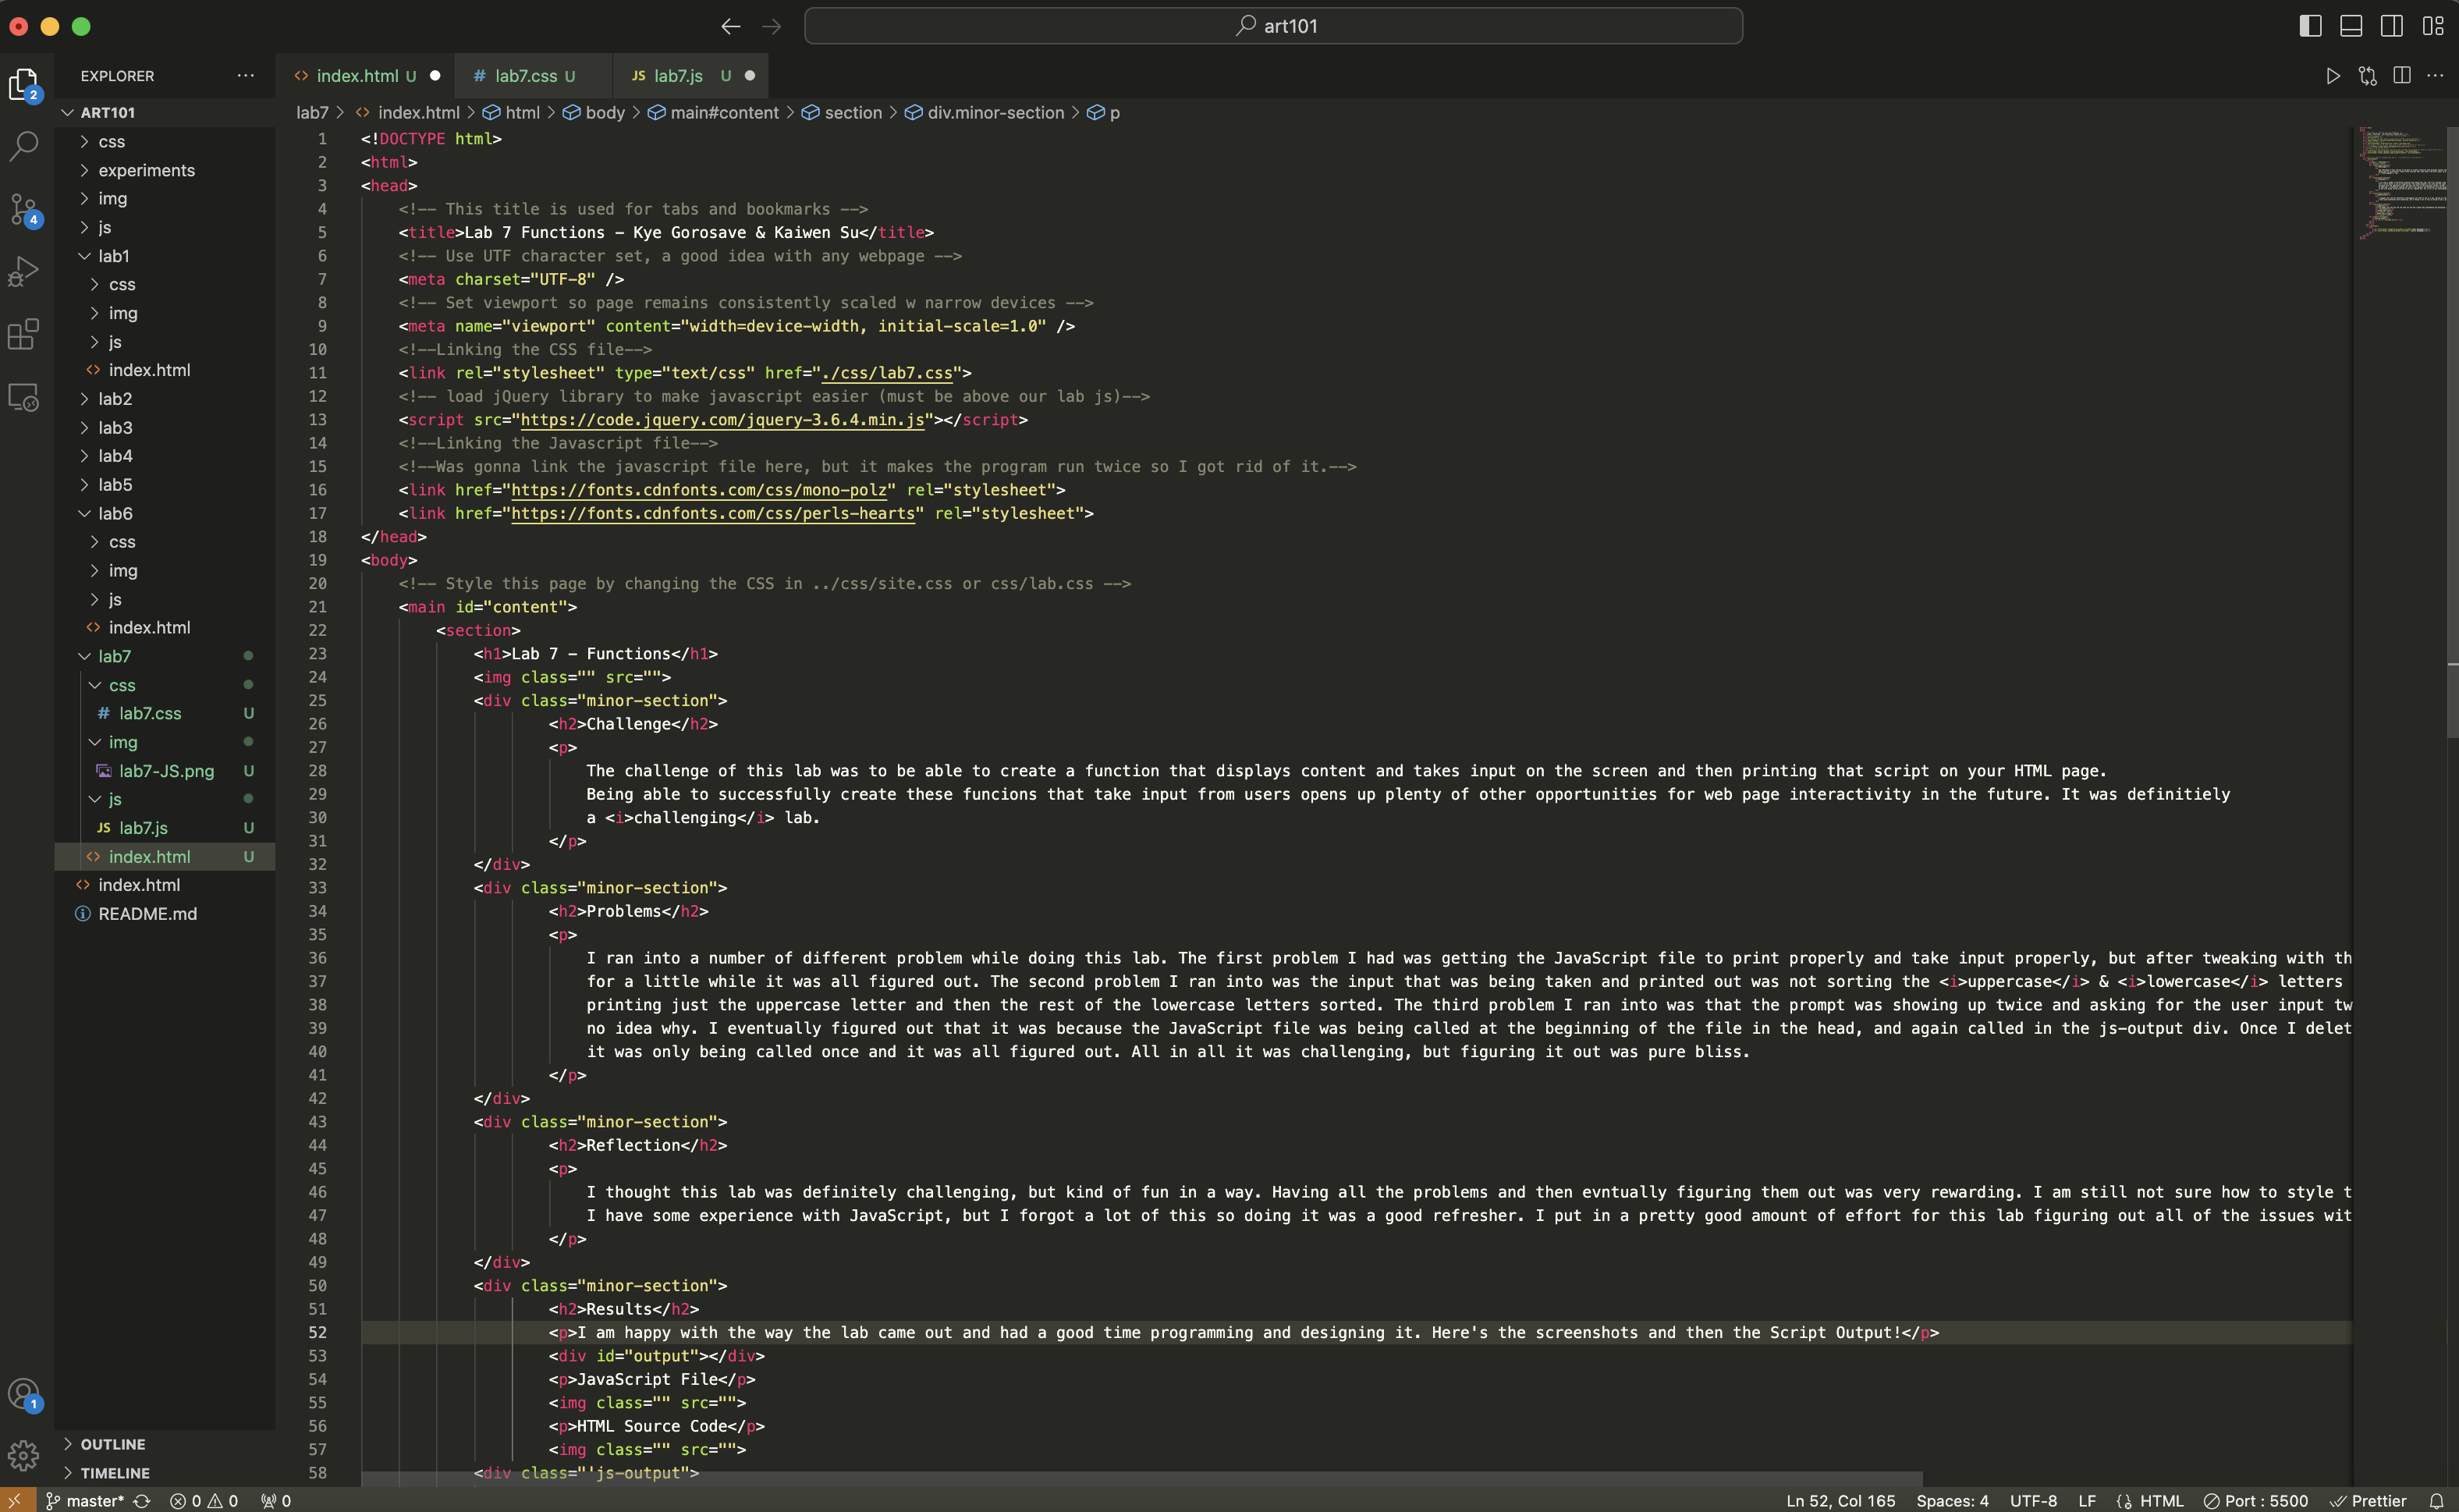 art101
EXPLORER
index.html U
# lab7.css U
JS lab7.js U
2
ART101
lab7 > index.html > html > body > main#content > section > div.minor-section > p
css
experiments
img
js
lab1
css
img
js
index.html
lab2
lab3
lab4
lab5
lab6
css
img
js
index.html
lab7
css
# lab7.css U
img
lab7-JS.png U
js
JS lab7.js U
index.html U
index.html
README.md
4
1
OUTLINE
TIMELINE
1 <!DOCTYPE html>
2 <html>
3 <head>
4 <!-- This title is used for tabs and bookmarks -->
5 <title>Lab 7 Functions - Kye Gorosave & Kaiwen Su</title>
6 <!-- Use UTF character set, a good idea with any webpage -->
7 <meta charset="UTF-8" />
8 <!-- Set viewport so page remains consistently scaled w narrow devices -->
9 <meta name="viewport" content="width=device-width, initial-scale=1.0" />
10 <!--Linking the CSS file-->
11 <link rel="stylesheet" type="text/css" href="./css/lab7.css">
12 <!-- load jQuery library to make javascript easier (must be above our lab js)-->
13 <script src="https://code.jquery.com/jquery-3.6.4.min.js"></script>
14 <!--Linking the Javascript file-->
15 <!--Was gonna link the javascript file here, but it makes the program run twice so I got rid of it.-->
16 <link href="https://fonts.cdnfonts.com/css/mono-polz" rel="stylesheet">
17 <link href="https://fonts.cdnfonts.com/css/perls-hearts" rel="stylesheet">
18 </head>
19 <body>
20 <!-- Style this page by changing the CSS in ../css/site.css or css/lab.css -->
21 <main id="content">
22 <section>
23 <h1>Lab 7 - Functions</h1>
24 <img class="" src="">
25 <div class="minor-section">
26 <h2>Challenge</h2>
27 <p>
28 The challenge of this lab was to be able to create a function that displays content and takes input on the screen and then printing that script on your HTML page.
29 Being able to successfully create these funcions that take input from users opens up plenty of other opportunities for web page interactivity in the future. It was definitiely
30 a <i>challenging</i> lab.
31 </p>
32 </div>
33 <div class="minor-section">
34 <h2>Problems</h2>
35 <p>
36 I ran into a number of different problem while doing this lab. The first problem I had was getting the JavaScript file to print properly and take input properly, but after tweaking with th
37 for a little while it was all figured out. The second problem I ran into was the input that was being taken and printed out was not sorting the <i>uppercase</i> & <i>lowercase</i> letters
38 printing just the uppercase letter and then the rest of the lowercase letters sorted. The third problem I ran into was that the prompt was showing up twice and asking for the user input tw
39 no idea why. I eventually figured out that it was because the JavaScript file was being called at the beginning of the file in the head, and again called in the js-output div. Once I delet
40 it was only being called once and it was all figured out. All in all it was challenging, but figuring it out was pure bliss.
41 </p>
42 </div>
43 <div class="minor-section">
44 <h2>Reflection</h2>
45 <p>
46 I thought this lab was definitely challenging, but kind of fun in a way. Having all the problems and then evntually figuring them out was very rewarding. I am still not sure how to style t
47 I have some experience with JavaScript, but I forgot a lot of this so doing it was a good refresher. I put in a pretty good amount of effort for this lab figuring out all of the issues wit
48 </p>
49 </div>
50 <div class="minor-section">
51 <h2>Results</h2>
52 <p>I am happy with the way the lab came out and had a good time programming and designing it. Here's the screenshots and then the Script Output!</p>
53 <div id="output"></div>
54 <p>JavaScript File</p>
55 <img class="" src="">
56 <p>HTML Source Code</p>
57 <img class="" src="">
58 <div class="'js-output">
master* 0 0 0 Ln 52, Col 165 Spaces: 4 UTF-8 LF HTML Port : 5500 Prettier